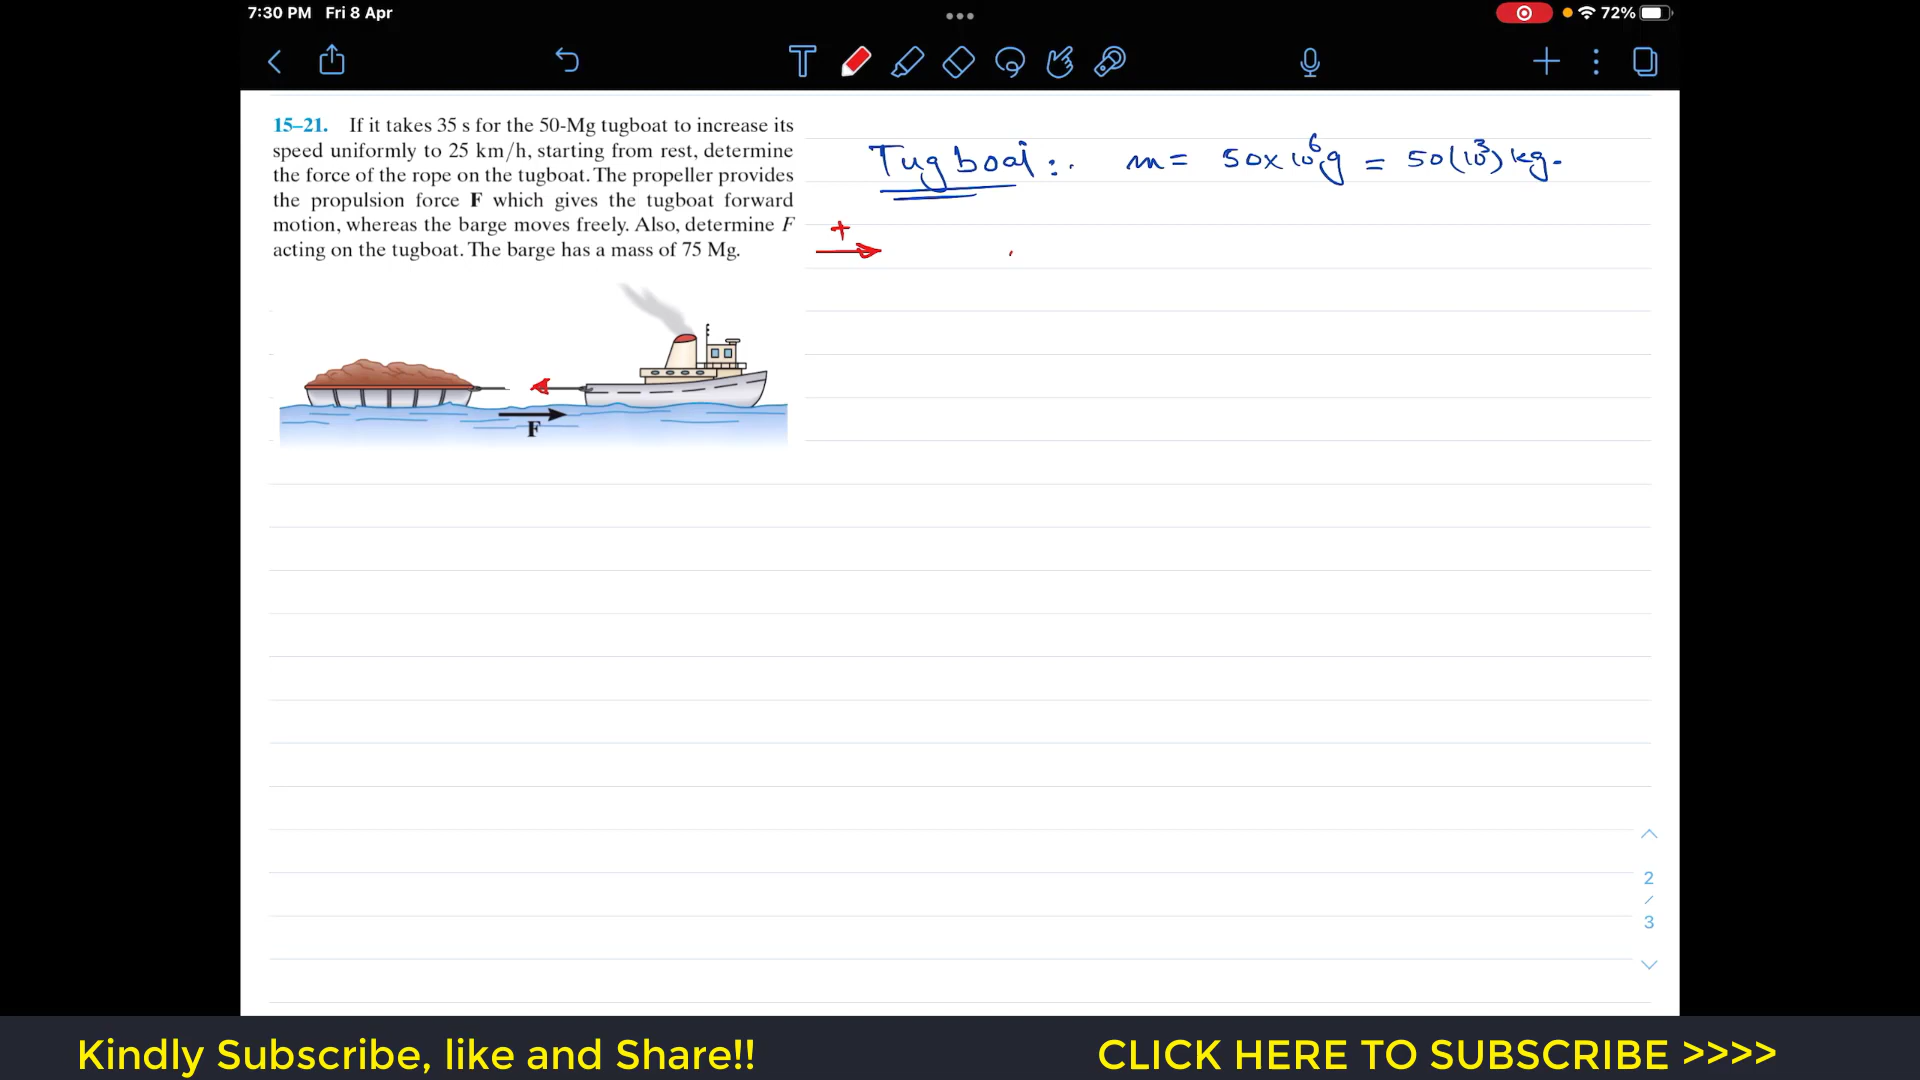 7:30 PM Fri 8 Apr
72%
15–21. If it takes 35 s for the 50-Mg tugboat to increase its
speed uniformly to 25 km/h, starting from rest, determine
the force of the rope on the tugboat. The propeller provides
the propulsion force F which gives the tugboat forward
motion, whereas the barge moves freely. Also, determine F
acting on the tugboat. The barge has a mass of 75 Mg.
F
Tugboat :. m = 50 x 10⁶ g = 50(10³) kg.
+
2
/
3
Kindly Subscribe, like and Share!!
CLICK HERE TO SUBSCRIBE >>>>